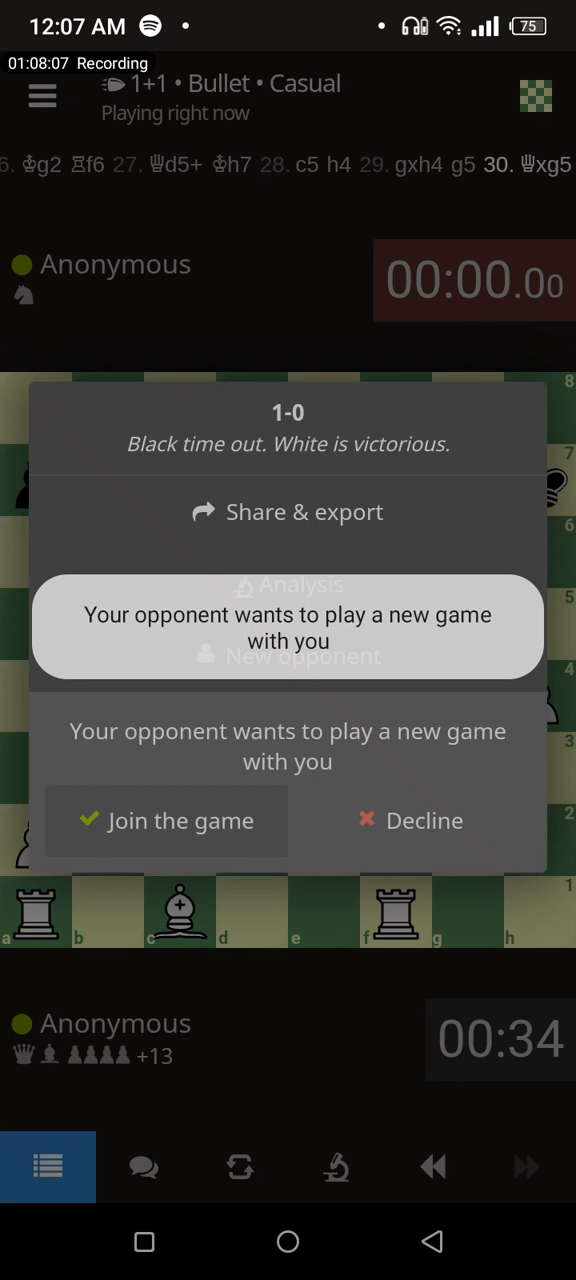 12:07 AM 75
01:08:07 Recording
1+1 • Bullet • Casual
Playing right now
6. ♔g2 ♖f6 27. ♕d5+ ♔h7 28. c5 h4 29. gxh4 g5 30. ♕xg5
Anonymous
00:00.00
8
1-0
Black time out. White is victorious.
7
Share & export
6
Analysis
5
Your opponent wants to play a new game
with you
New opponent
4
Your opponent wants to play a new game
with you
3
Join the game Decline
2
1
a b c d e f g h
Anonymous
+13
00:34